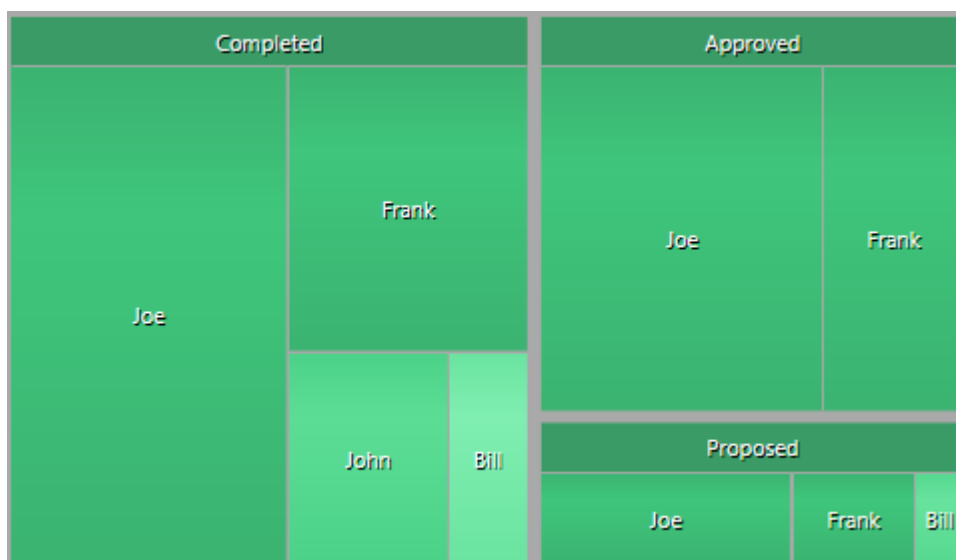 Completed
Joe
Frank
John
Bill
Approved
Joe
Frank
Proposed
Joe
Frank
Bill